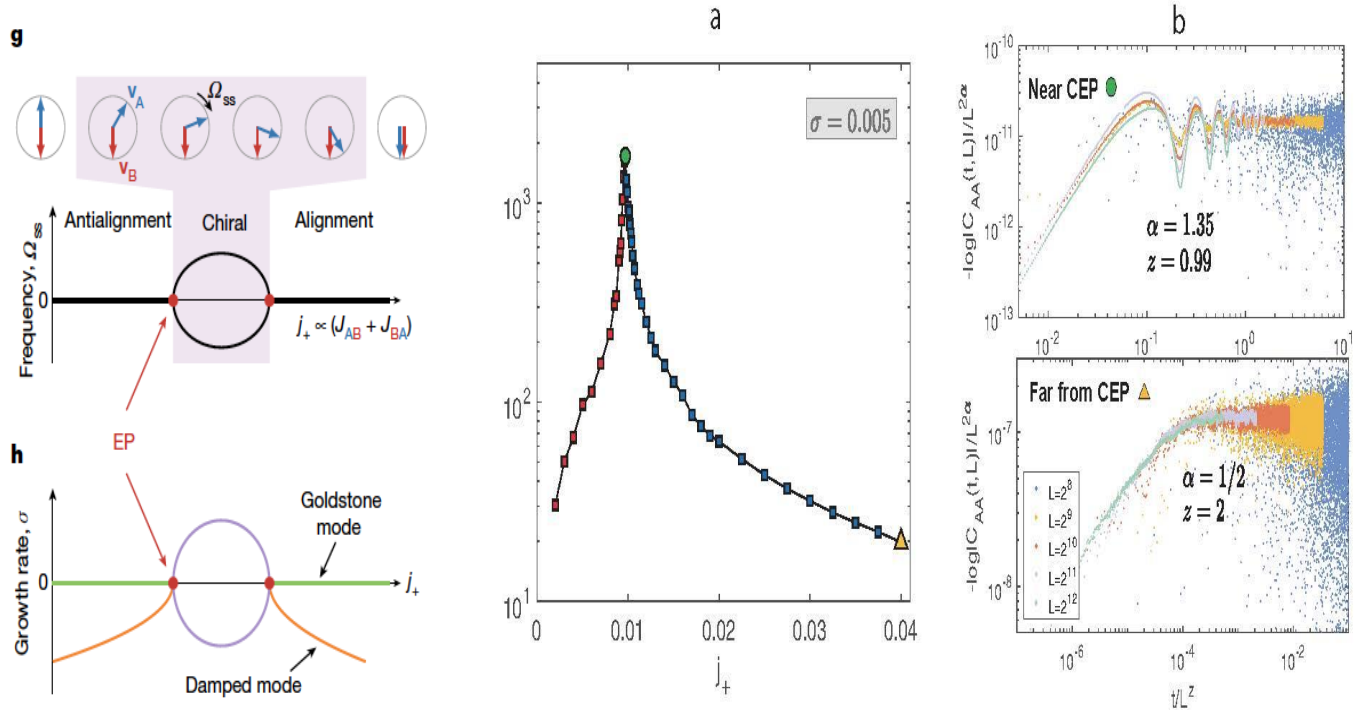 g
v_A
Ω_ss
v_B
Antialignment
Chiral
Alignment
Frequency, Ω_ss
0
j_+ ∝ (J_AB + J_BA)
EP
h
Goldstone
mode
Growth rate, σ
0
j_+
Damped mode
a
σ = 0.005
10^3
10^2
10^1
0
0.01
0.02
0.03
0.04
j_+
b
10^-10
10^-11
10^-12
10^-13
-log|C_AA(t,L)|/L^2α
Near CEP
α = 1.35
z = 0.99
10^-2
10^-1
10^0
10^1
10^-7
10^-8
-log|C_AA(t,L)|/L^2α
Far from CEP
α = 1/2
z = 2
L=2^8
L=2^9
L=2^10
L=2^11
L=2^12
10^-6
10^-4
10^-2
t/L^z